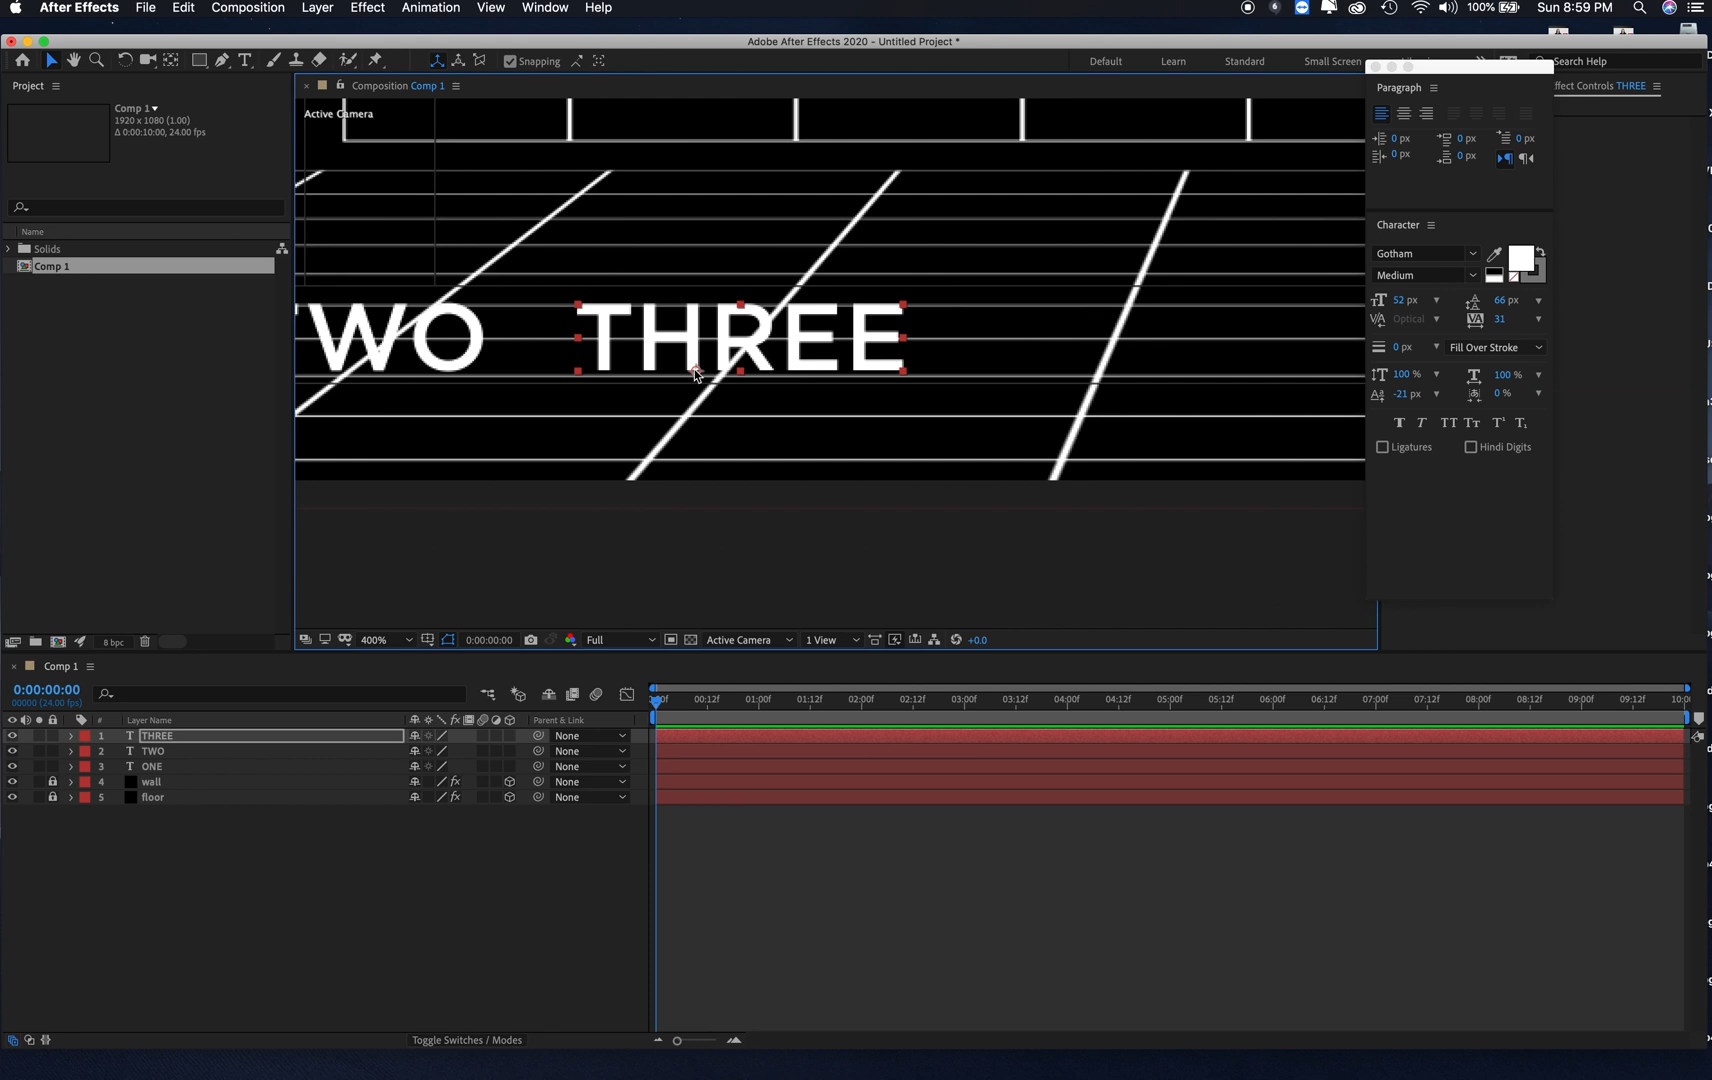 After Effects File Edit Composition Layer Effect Animation View Window Help
6 100% Sun 8:59 PM
Adobe After Effects 2020 - Untitled Project *
Snapping Default Learn Standard Small Screen Search Help
Project
Composition Comp 1
Effect Controls THREE
Comp 1
1920 x 1080 (1.00)
Δ 0:00:10:00, 24.00 fps
Active Camera
Paragraph
0 px 0 px 0 px
0 px 0 px
Name
Solids
Comp 1
Character
Gotham
Medium
52 px 66 px
Optical 31
0 px Fill Over Stroke
100 % 100 %
-21 px 0 %
T T TT Tт T¹ T₁
Ligatures Hindi Digits
TWO THREE
8 bpc
400% 0:00:00:00 Full Active Camera 1 View +0.0
Comp 1
0:00:00:00
00000 (24.00 fps)
00:12f 01:00f 01:12f 02:00f 02:12f 03:00f 03:12f 04:00f 04:12f 05:00f 05:12f 06:00f 06:12f 07:00f 07:12f 08:00f 08:12f 09:00f 09:12f
# Layer Name fx Parent & Link
1 T THREE None
2 T TWO None
3 T ONE None
4 wall fx None
5 floor fx None
Toggle Switches / Modes